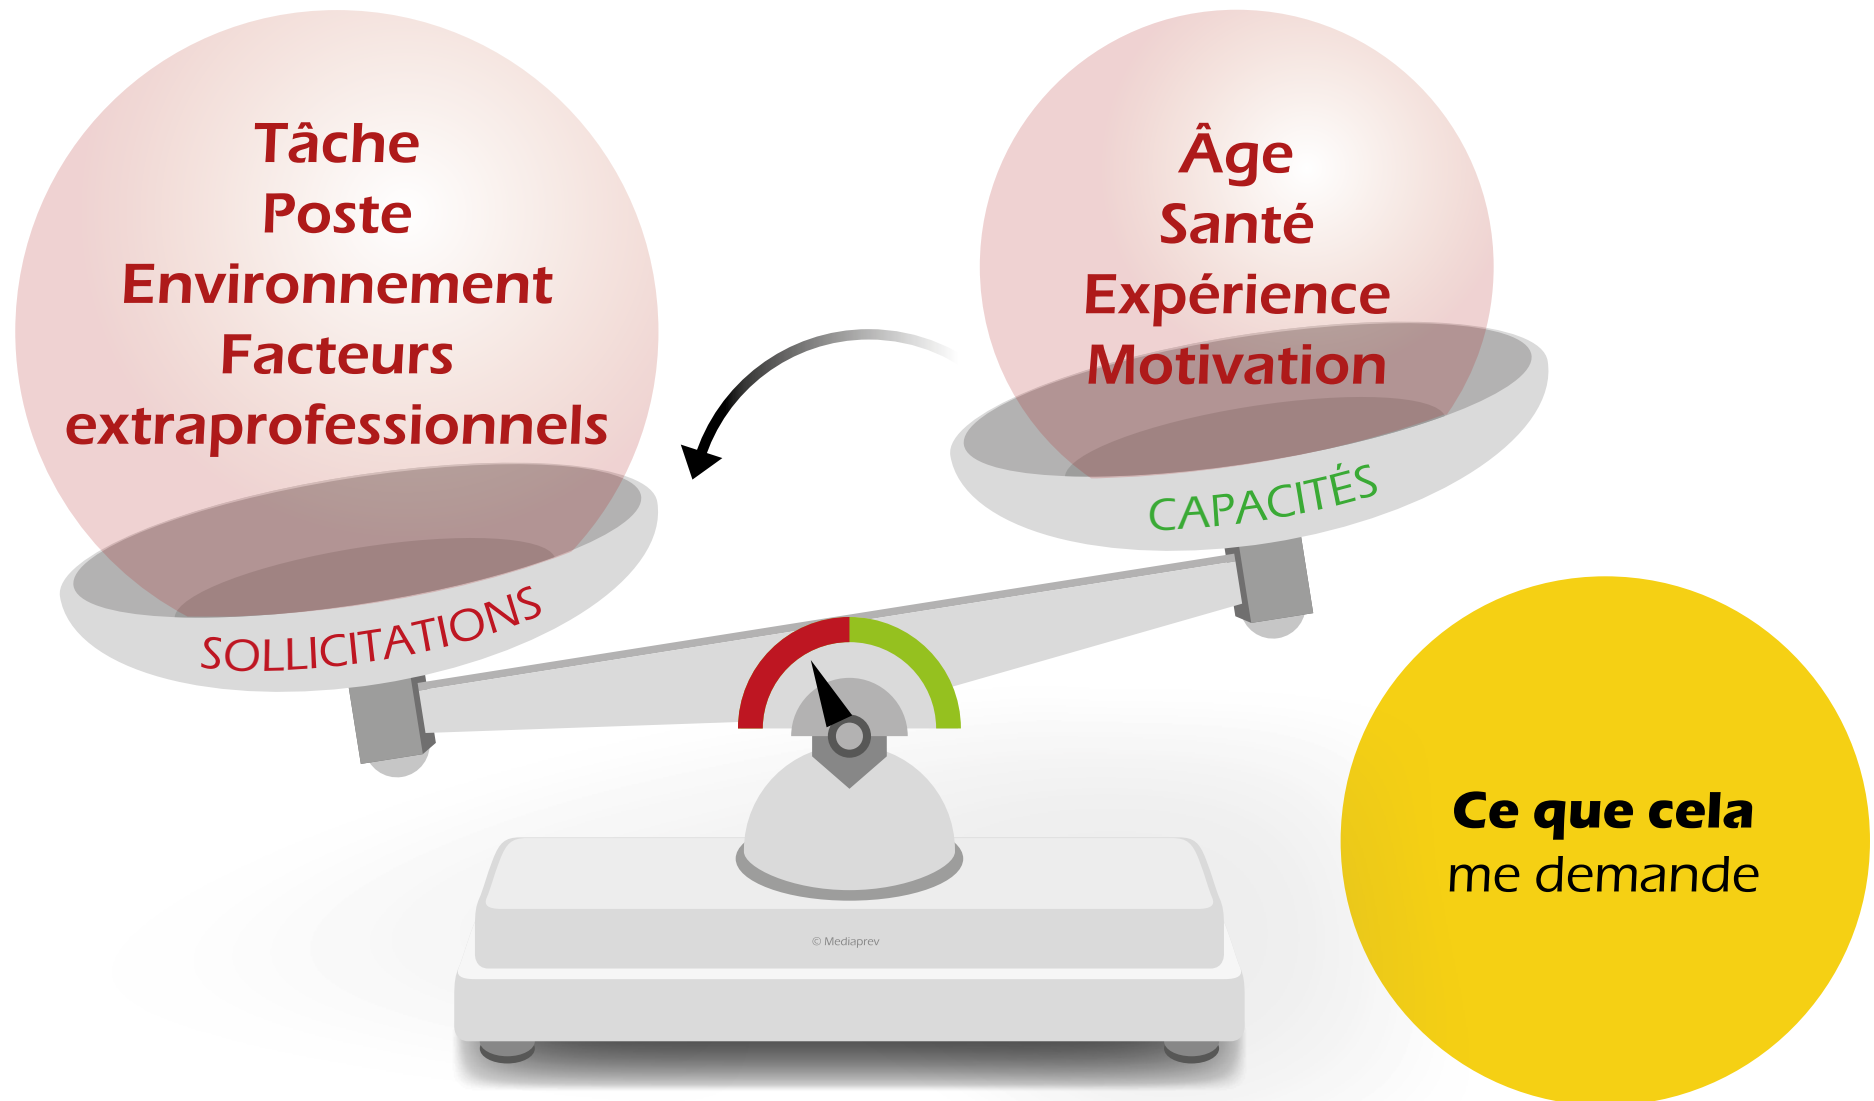 Tâche
Poste
Environnement
Facteurs
extraprofessionnels
SOLLICITATIONS
Âge
Santé
Expérience
Motivation
CAPACITÉS
Ce que cela
me demande
© Mediaprev